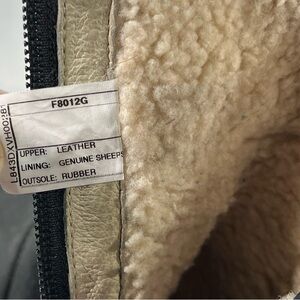 F8012G
UPPER: LEATHER
LINING: GENUINE SHEEPS
OUTSOLE: RUBBER